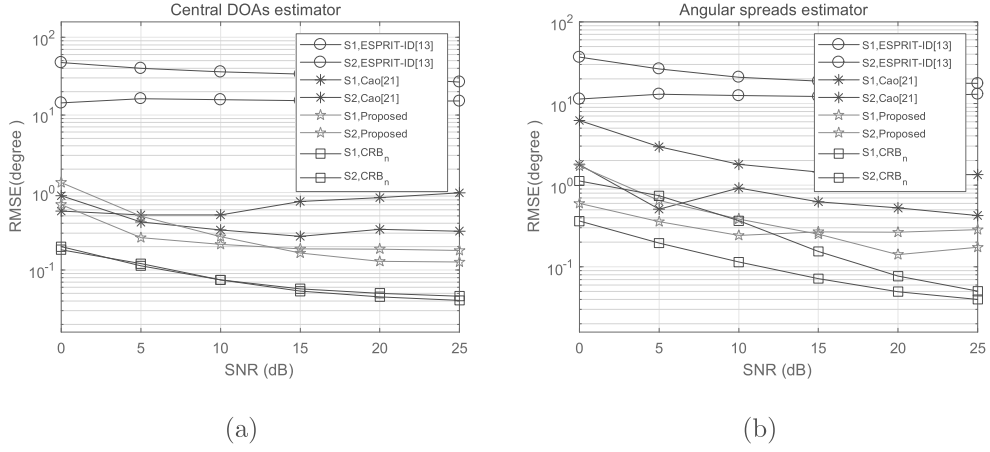 Central DOAs estimator
RMSE(degree )
10^2
10^1
10^0
10^-1
S1,ESPRIT-ID[13]
S2,ESPRIT-ID[13]
S1,Cao[21]
S2,Cao[21]
S1,Proposed
S2,Proposed
S1,CRB_n
S2,CRB_n
0 5 10 15 20 25
SNR (dB)
(a)
Angular spreads estimator
RMSE(degree )
10^2
10^1
10^0
10^-1
S1,ESPRIT-ID[13]
S2,ESPRIT-ID[13]
S1,Cao[21]
S2,Cao[21]
S1,Proposed
S2,Proposed
S1,CRB_n
S2,CRB_n
0 5 10 15 20 25
SNR (dB)
(b)